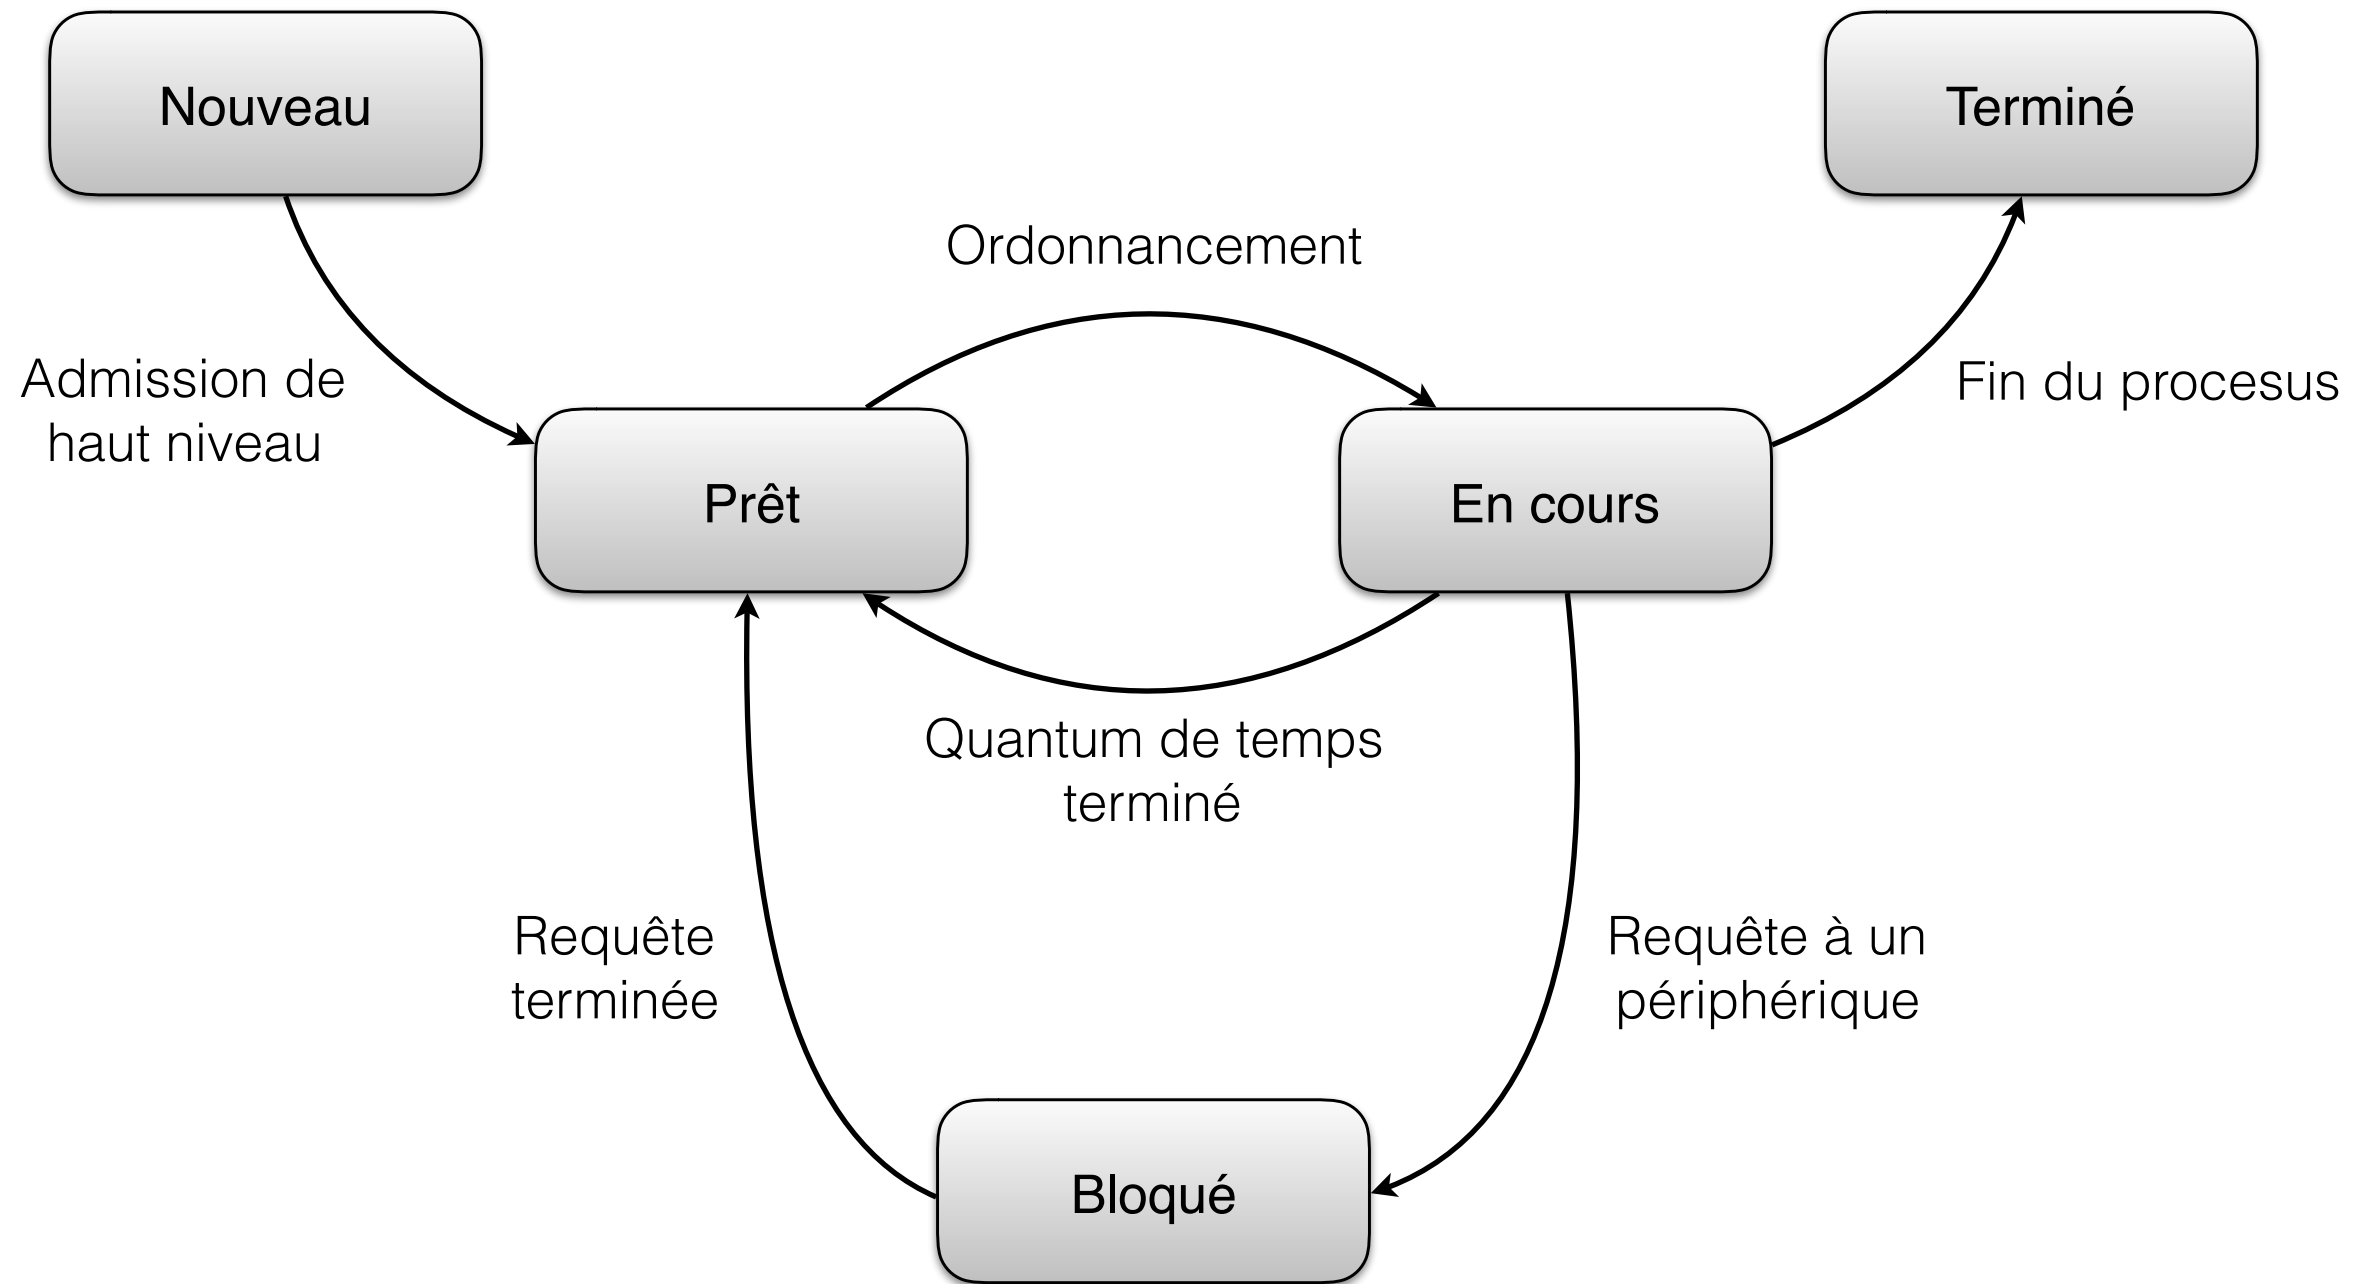 Nouveau
Terminé
Ordonnancement
Admission de
haut niveau
Fin du procesus
Prêt
En cours
Quantum de temps
terminé
Requête
terminée
Requête à un
périphérique
Bloqué